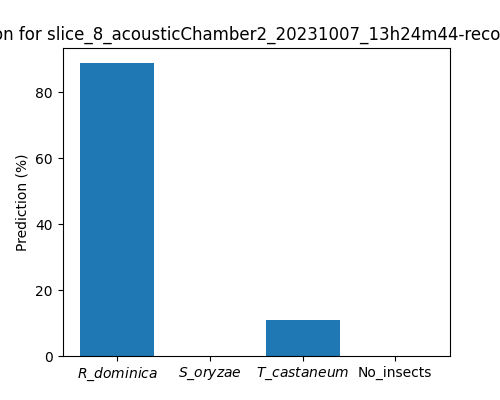 on for slice_8_acousticChamber2_20231007_13h24m44-reco
Prediction (%)
80
60
40
20
0
R_dominica S_oryzae T_castaneum No_insects